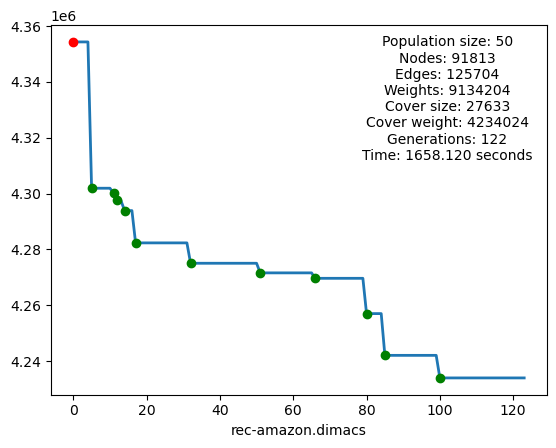 1e6
4.36
4.34
4.32
4.30
4.28
4.26
4.24
Population size: 50
Nodes: 91813
Edges: 125704
Weights: 9134204
Cover size: 27633
Cover weight: 4234024
Generations: 122
Time: 1658.120 seconds
0 20 40 60 80 100 120
rec-amazon.dimacs